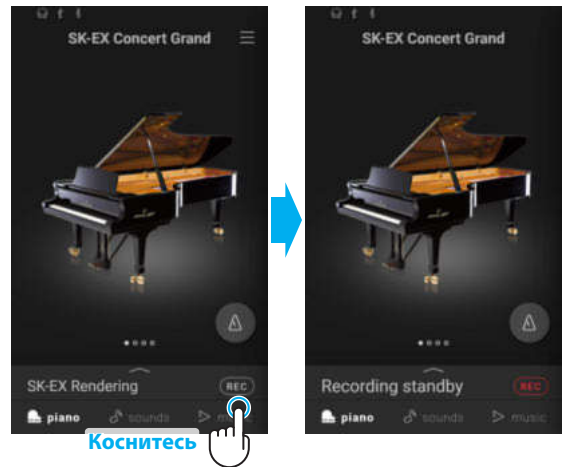 SK-EX Concert Grand
SK-EX Rendering
REC
piano
sounds
Коснитесь
SK-EX Concert Grand
Recording standby
REC
piano
sounds
music